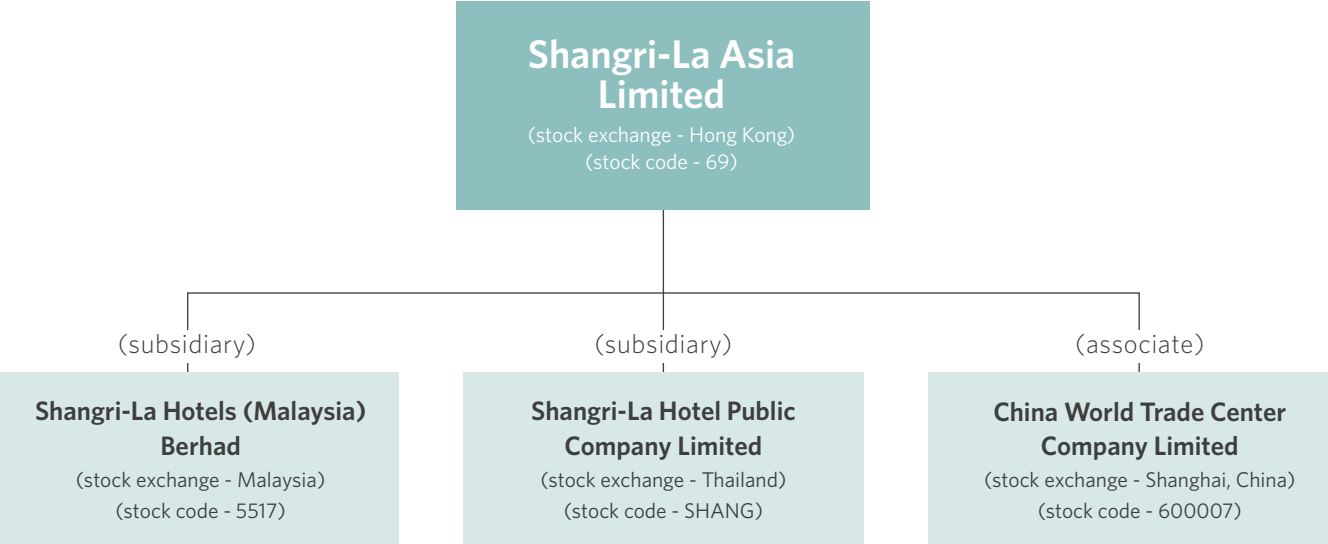 Shangri-La Asia
Limited
(stock exchange - Hong Kong)
(stock code - 69)
(subsidiary)
(subsidiary)
(associate)
Shangri-La Hotels (Malaysia)
Berhad
(stock exchange - Malaysia)
(stock code - 5517)
Shangri-La Hotel Public
Company Limited
(stock exchange - Thailand)
(stock code - SHANG)
China World Trade Center
Company Limited
(stock exchange - Shanghai, China)
(stock code - 600007)